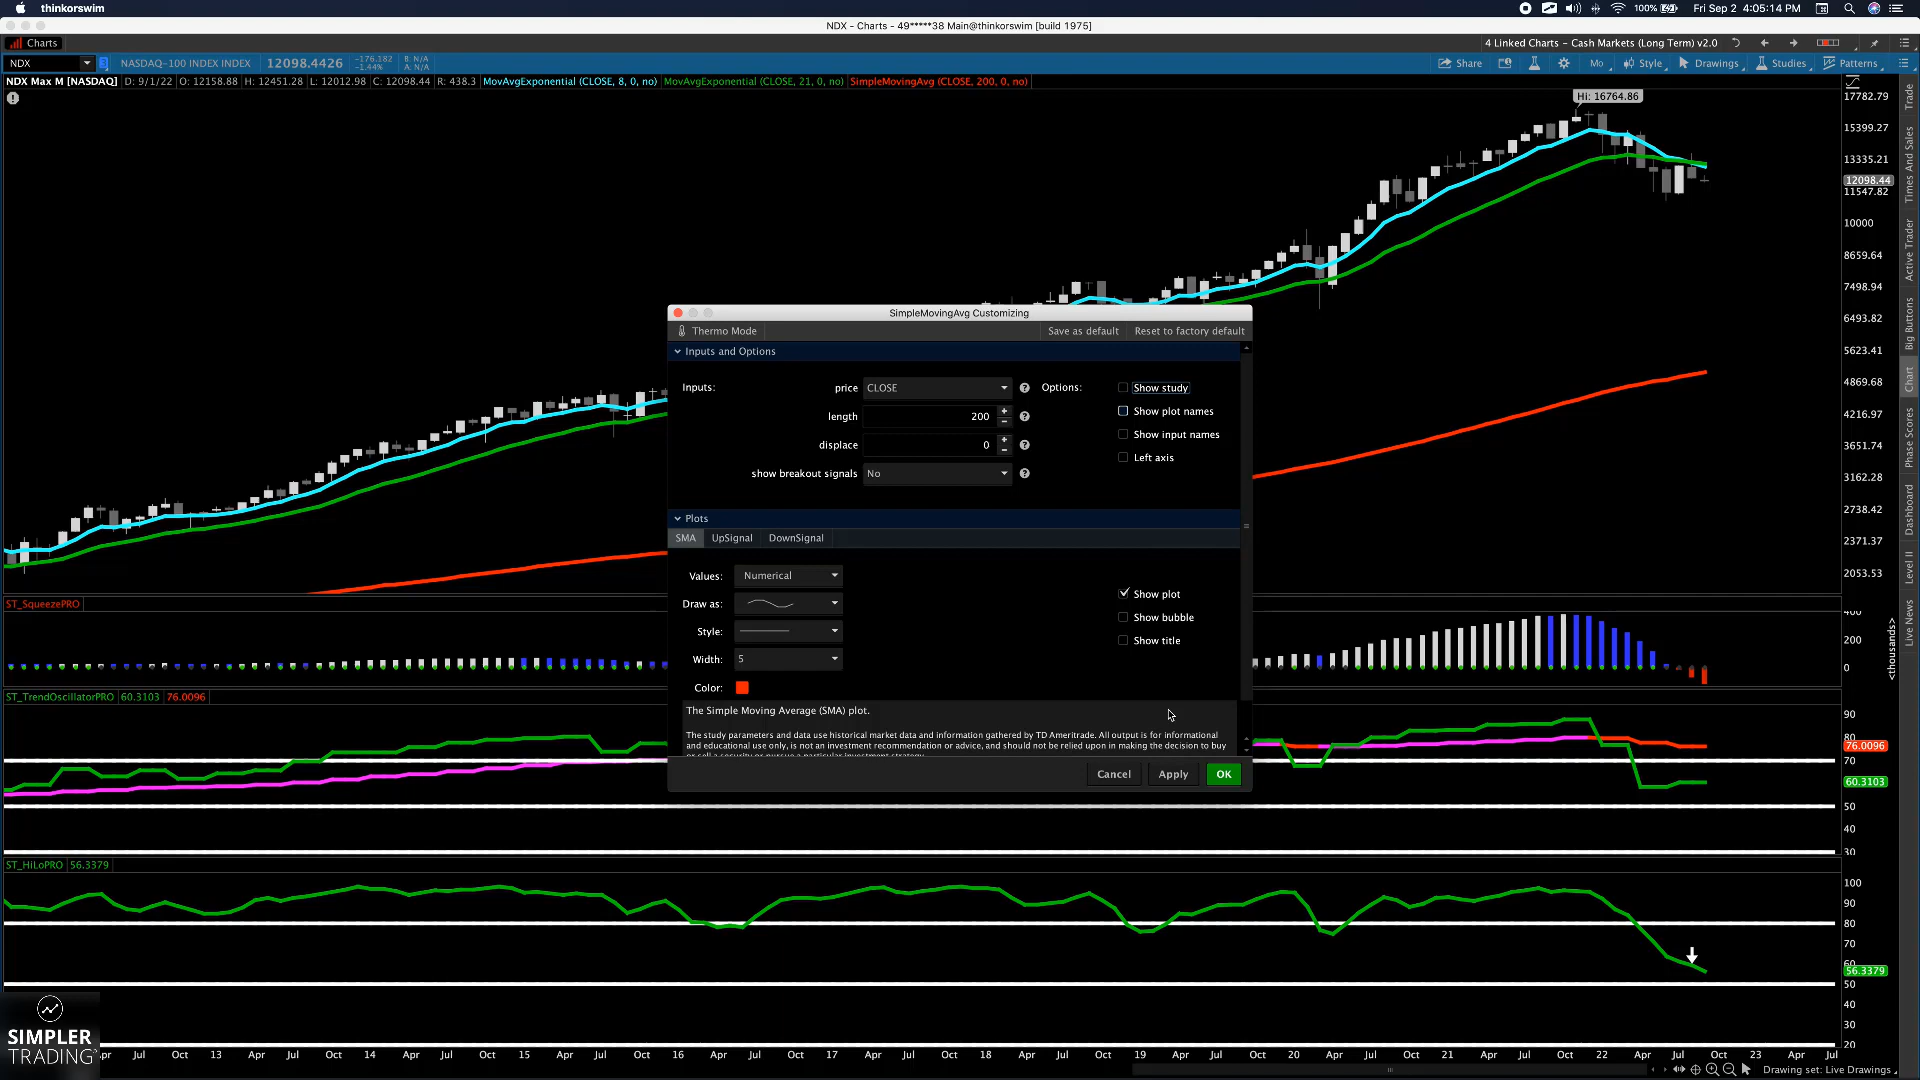 thinkorswim
100%
Fri Sep 2 4:05:14 PM
NDX - Charts - 49*****38 Main@thinkorswim [build 1975]
Charts
4 Linked Charts - Cash Markets (Long Term) v2.0
NDX
NASDAQ-100 INDEX INDEX
12098.4426
-176.182
-1.44%
B: N/A
A: N/A
Share
Mo
Style
Drawings
Studies
Patterns
NDX Max M [NASDAQ] D: 9/1/22 O: 12158.88 H: 12451.28 L: 12012.98 C: 12098.44 R: 438.3 MovAvgExponential (CLOSE, 8, 0, no) MovAvgExponential (CLOSE, 21, 0, no) SimpleMovingAvg (CLOSE, 200, 0, no)
Hi: 16764.86
17782.79
15399.27
13335.21
12098.44
11547.82
10000
8659.64
7498.94
6493.82
5623.41
4869.68
4216.97
3651.74
3162.28
2738.42
2371.37
2053.53
Trade
Times And Sales
Active Trader
Big Buttons
Chart
Phase Scores
Dashboard
Level II
Live News
SimpleMovingAvg Customizing
Thermo Mode
Save as default
Reset to factory default
Inputs and Options
Inputs:
price
CLOSE
Options:
Show study
length
200
Show plot names
displace
0
Show input names
Left axis
show breakout signals
No
Plots
SMA
UpSignal
DownSignal
Values:
Numerical
Draw as:
Style:
Width:
5
Color:
Show plot
Show bubble
Show title
The Simple Moving Average (SMA) plot.
The study parameters and data use historical market data and information gathered by TD Ameritrade. All output is for informational
and educational use only, is not an investment recommendation or advice, and should not be relied upon in making the decision to buy
or sell a security or pursue a particular investment strategy.
Cancel
Apply
OK
ST_SqueezePRO
400
200
0
<thousands>
ST_TrendOscillatorPRO 60.3103 76.0096
90
80
76.0096
70
60.3103
50
40
30
ST_HiLoPRO 56.3379
100
90
80
70
60
56.3379
50
40
30
20
SIMPLER
TRADING
Jul Oct 13 Apr Jul Oct 14 Apr Jul Oct 15 Apr Jul Oct 16 Apr Jul Oct 17 Apr Jul Oct 18 Apr Jul Oct 19 Apr Jul Oct 20 Apr Jul Oct 21 Apr Jul Oct 22 Apr Jul Oct 23 Apr Jul
Drawing set: Live Drawings